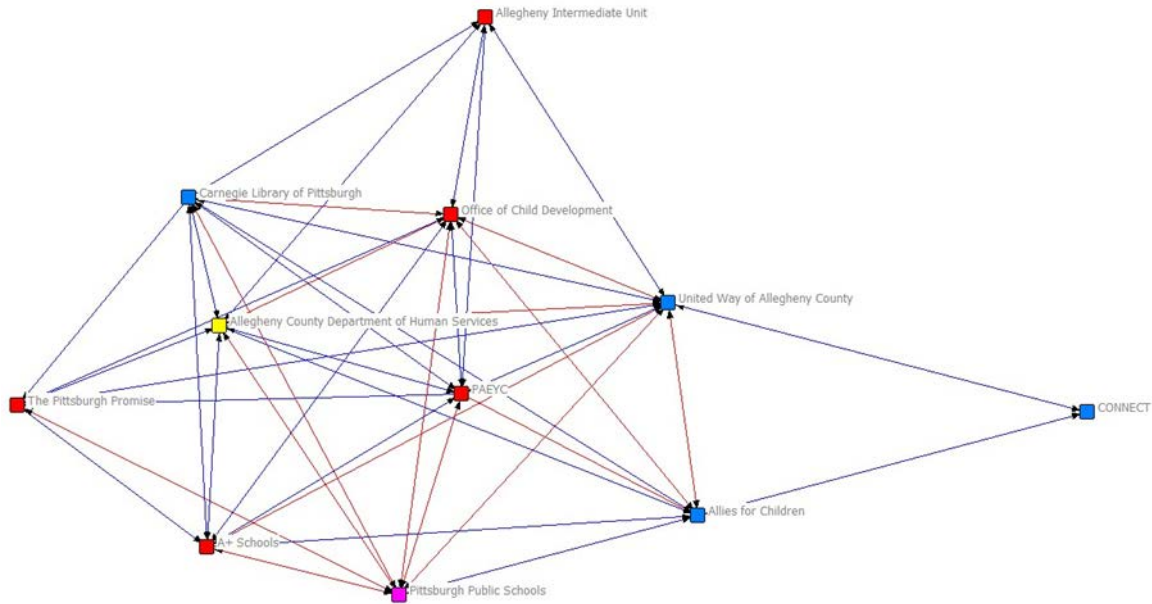 Allegheny Intermediate Unit
Carnegie Library of Pittsburgh
Office of Child Development
United Way of Allegheny County
Allegheny County Department of Human Services
PAEYC
The Pittsburgh Promise
CONNECT
Allies for Children
A+ Schools
Pittsburgh Public Schools